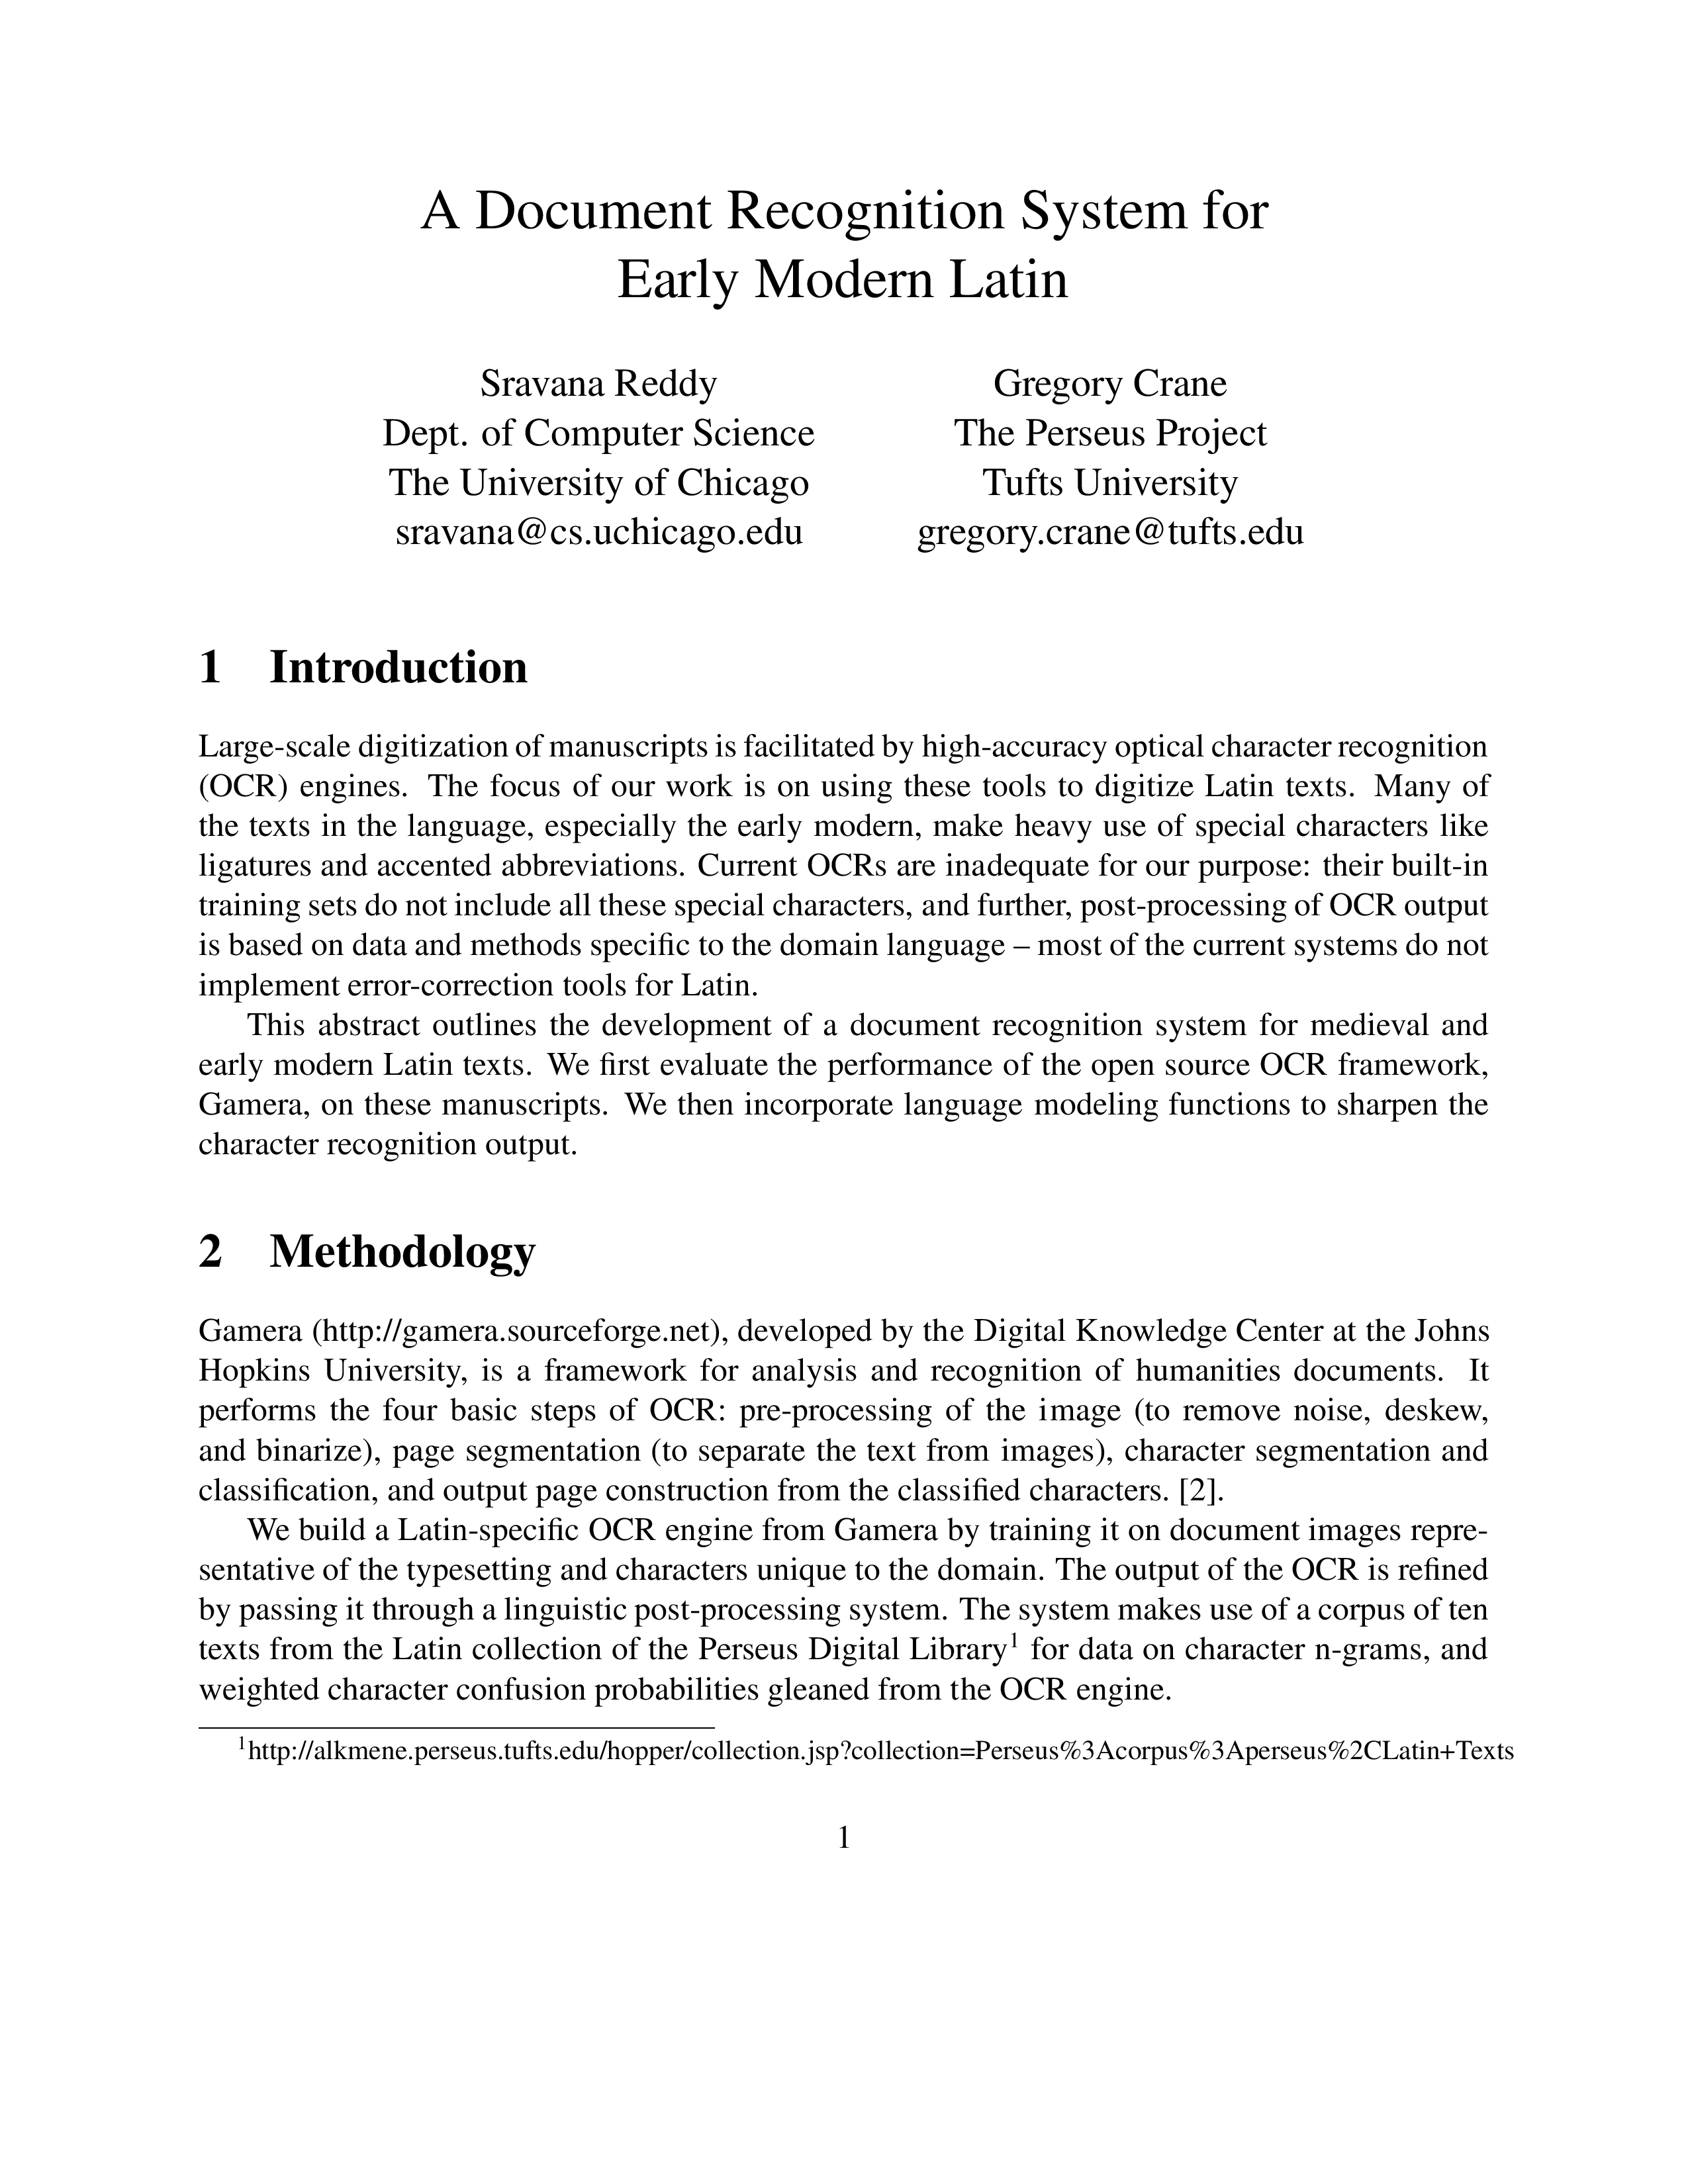 A Document Recognition System for
Early Modern Latin
Sravana Reddy
Dept. of Computer Science
The University of Chicago
sravana@cs.uchicago.edu
Gregory Crane
The Perseus Project
Tufts University
gregory.crane@tufts.edu
1 Introduction
Large-scale digitization of manuscripts is facilitated by high-accuracy optical character recognition
(OCR) engines. The focus of our work is on using these tools to digitize Latin texts. Many of
the texts in the language, especially the early modern, make heavy use of special characters like
ligatures and accented abbreviations. Current OCRs are inadequate for our purpose: their built-in
training sets do not include all these special characters, and further, post-processing of OCR output
is based on data and methods specific to the domain language – most of the current systems do not
implement error-correction tools for Latin.
This abstract outlines the development of a document recognition system for medieval and
early modern Latin texts. We first evaluate the performance of the open source OCR framework,
Gamera, on these manuscripts. We then incorporate language modeling functions to sharpen the
character recognition output.
2 Methodology
Gamera (http://gamera.sourceforge.net), developed by the Digital Knowledge Center at the Johns
Hopkins University, is a framework for analysis and recognition of humanities documents. It
performs the four basic steps of OCR: pre-processing of the image (to remove noise, deskew,
and binarize), page segmentation (to separate the text from images), character segmentation and
classification, and output page construction from the classified characters. [2].
We build a Latin-specific OCR engine from Gamera by training it on document images repre-
sentative of the typesetting and characters unique to the domain. The output of the OCR is refined
by passing it through a linguistic post-processing system. The system makes use of a corpus of ten
texts from the Latin collection of the Perseus Digital Library1 for data on character n-grams, and
weighted character confusion probabilities gleaned from the OCR engine.
1http://alkmene.perseus.tufts.edu/hopper/collection.jsp?collection=Perseus%3Acorpus%3Aperseus%2CLatin+Texts
1